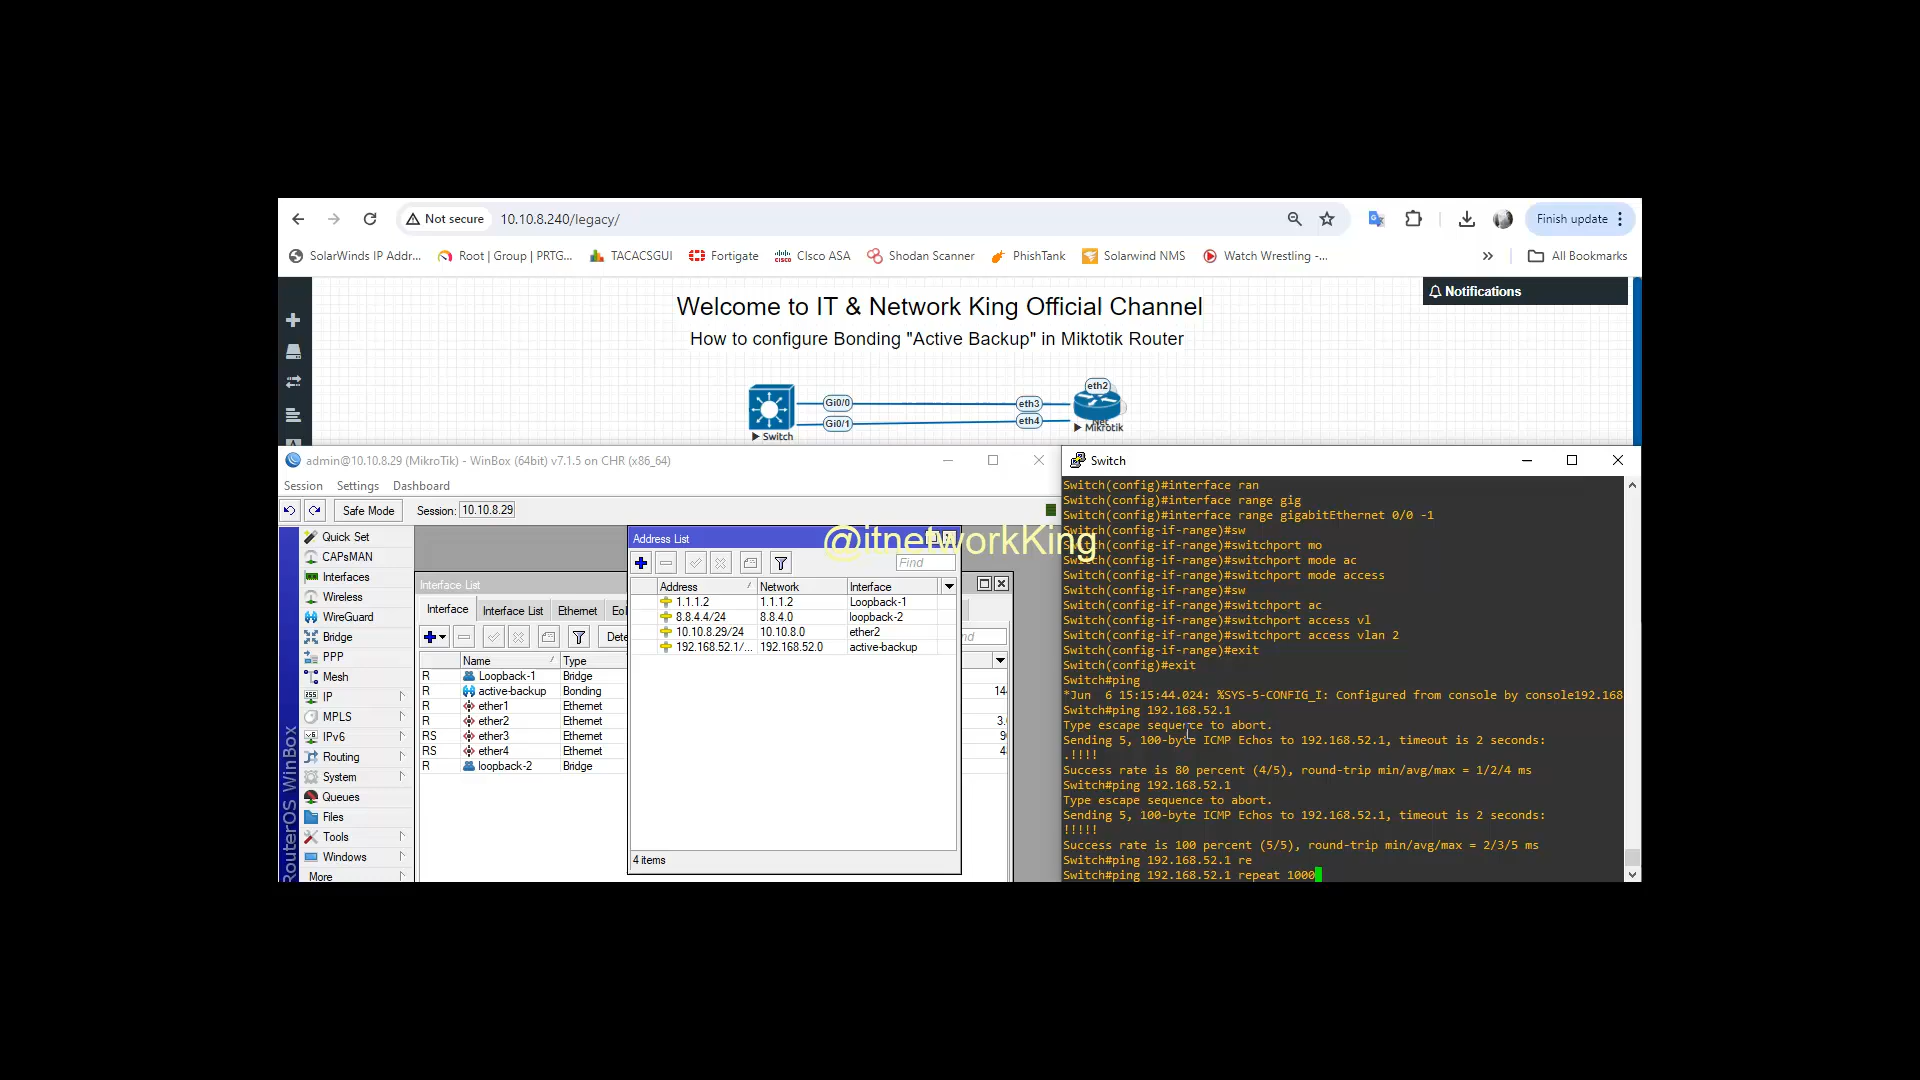 Not secure 10.10.8.240/legacy/ Finish update
SolarWinds IP Addr... Root | Group | PRTG... TACACSGUI Fortigate CIsco ASA Shodan Scanner PhishTank Solarwind NMS Watch Wrestling -... » All Bookmarks
Notifications
Welcome to IT & Network King Official Channel
How to configure Bonding "Active Backup" in Miktotik Router
eth2
Gi0/0 eth3
Gi0/1 eth4
Switch Mikrotik
admin@10.10.8.29 (MikroTik) - WinBox (64bit) v7.1.5 on CHR (x86_64)
Session Settings Dashboard
Safe Mode Session: 10.10.8.29
RouterOS WinBox
Quick Set
CAPsMAN
Interfaces
Wireless
WireGuard
Bridge
PPP
Mesh
IP
MPLS
IPv6
Routing
System
Queues
Files
Tools
Windows
More
Interface List
Interface Interface List Ethernet EoI
Name Type
R Loopback-1 Bridge
R active-backup Bonding
R ether1 Ethernet
R ether2 Ethernet
RS ether3 Ethernet
RS ether4 Ethernet
R loopback-2 Bridge
Address List
@itnetworkKing
Find
Address Network Interface
1.1.1.2 1.1.1.2 Loopback-1
8.8.4.4/24 8.8.4.0 loopback-2
10.10.8.29/24 10.10.8.0 ether2
192.168.52.1/... 192.168.52.0 active-backup
4 items
Switch
Switch(config)#interface ran
Switch(config)#interface range gig
Switch(config)#interface range gigabitEthernet 0/0 -1
Switch(config-if-range)#sw
Switch(config-if-range)#switchport mo
Switch(config-if-range)#switchport mode ac
Switch(config-if-range)#switchport mode access
Switch(config-if-range)#sw
Switch(config-if-range)#switchport ac
Switch(config-if-range)#switchport access vl
Switch(config-if-range)#switchport access vlan 2
Switch(config-if-range)#exit
Switch(config)#exit
Switch#ping
*Jun  6 15:15:44.024: %SYS-5-CONFIG_I: Configured from console by console192.168
Switch#ping 192.168.52.1
Type escape sequence to abort.
Sending 5, 100-byte ICMP Echos to 192.168.52.1, timeout is 2 seconds:
.!!!!
Success rate is 80 percent (4/5), round-trip min/avg/max = 1/2/4 ms
Switch#ping 192.168.52.1
Type escape sequence to abort.
Sending 5, 100-byte ICMP Echos to 192.168.52.1, timeout is 2 seconds:
!!!!!
Success rate is 100 percent (5/5), round-trip min/avg/max = 2/3/5 ms
Switch#ping 192.168.52.1 re
Switch#ping 192.168.52.1 repeat 1000